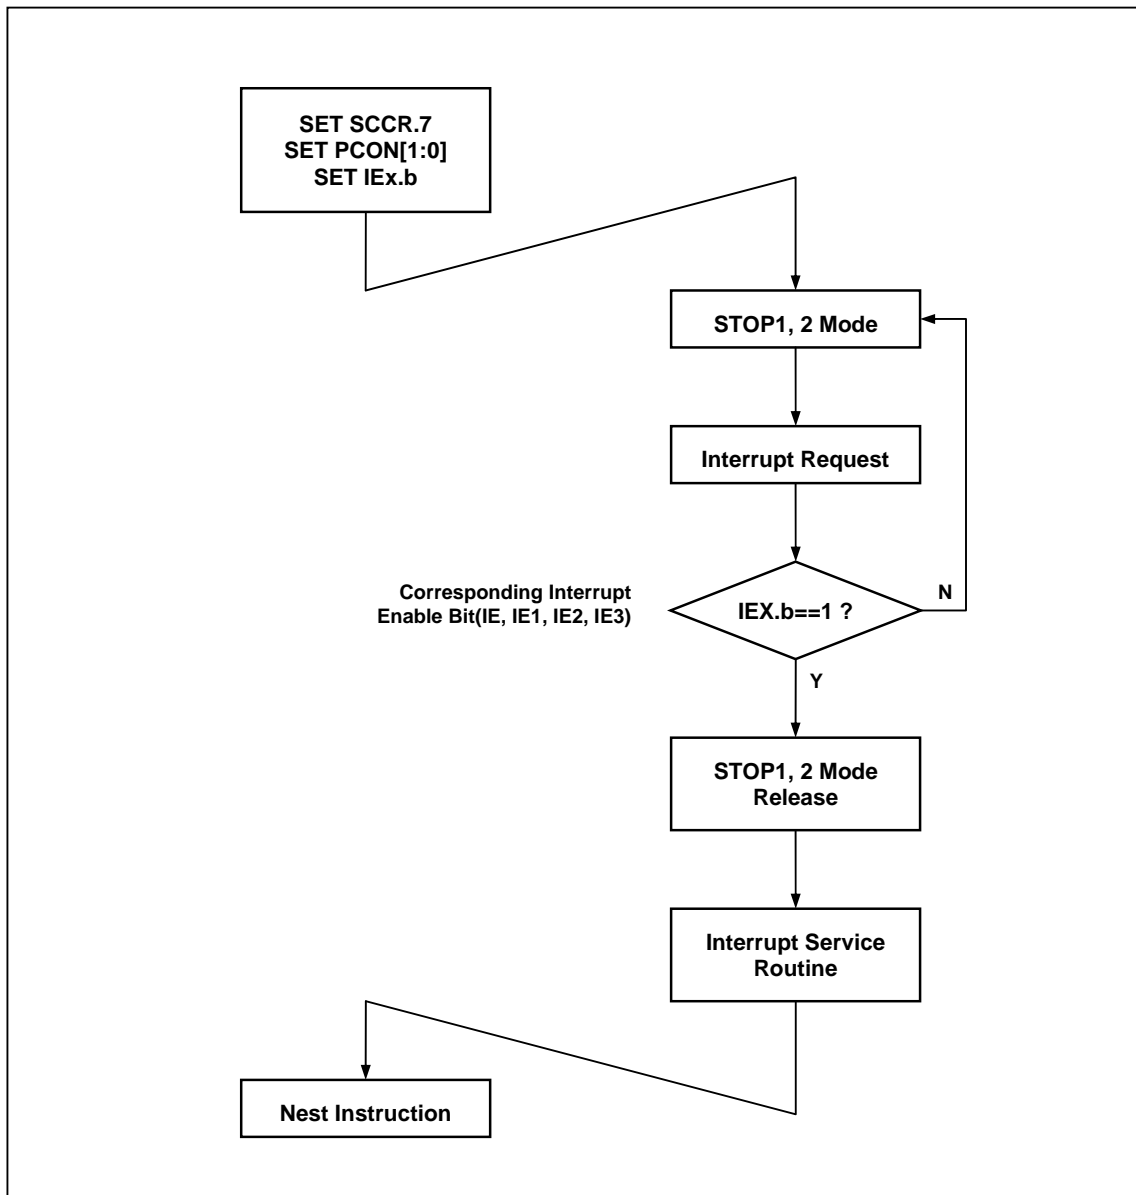 SET SCCR.7
SET PCON[1:0]
SET IEx.b
STOP1, 2 Mode
Interrupt Request
Corresponding Interrupt
Enable Bit(IE, IE1, IE2, IE3)
IEX.b==1 ?
N
Y
STOP1, 2 Mode
Release
Interrupt Service
Routine
Nest Instruction